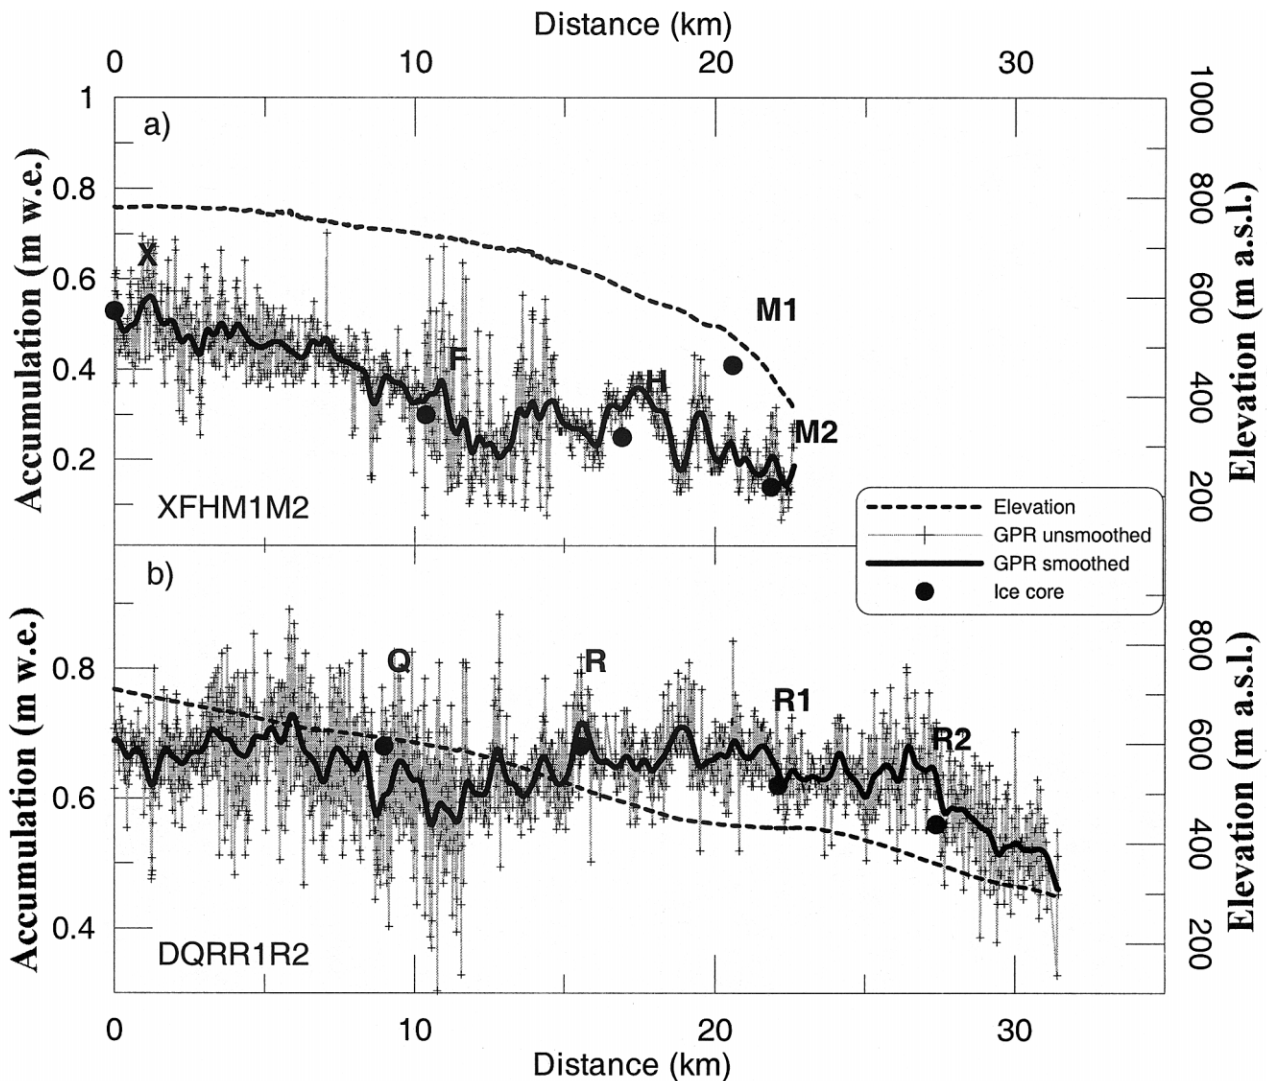 Distance (km)
0 10 20 30
1
0.8
0.6
0.4
0.2
Accumulation (m w.e.)
a)
X
F
H
M1
M2
XFHM1M2
1000
800
600
400
200
Elevation (m a.s.l.)
Elevation
GPR unsmoothed
GPR smoothed
Ice core
b)
0.8
0.6
0.4
Accumulation (m w.e.)
Q
R
R1
R2
DQRR1R2
800
600
400
200
Elevation (m a.s.l.)
0 10 20 30
Distance (km)